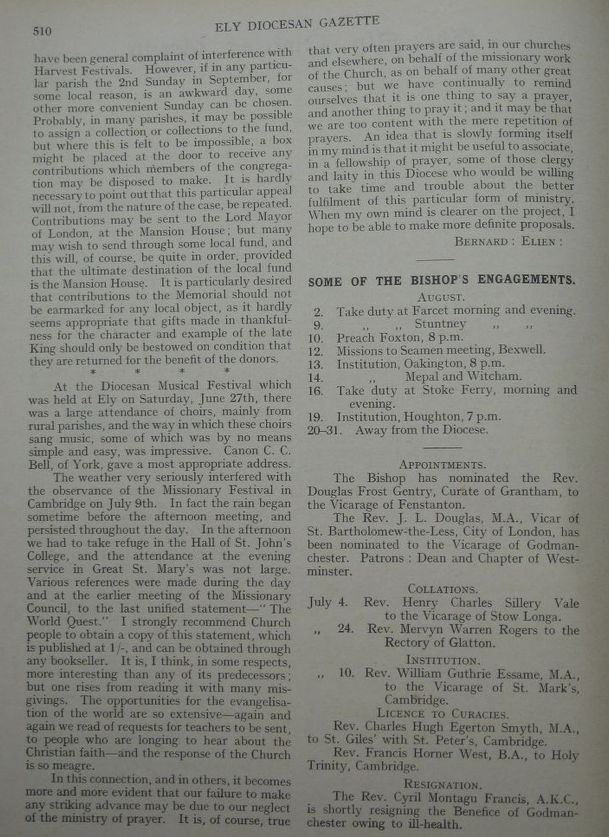 510
ELY DIOCESAN GAZETTE
have been general complaint of interference with
Harvest Festivals. However, if in any particu-
lar parish the 2nd Sunday in September, for
some local reason, is an awkward day, some
other more convenient Sunday can be chosen.
Probably, in many parishes, it may be possible
to assign a collection or collections to the fund,
but where this is felt to be impossible, a box
might be placed at the door to receive any
contributions which members of the congrega-
tion may be disposed to make. It is hardly
necessary to point out that this particular appeal
will not, from the nature of the case, be repeated.
Contributions may be sent to the Lord Mayor
of London, at the Mansion House; but many
may wish to send through some local fund, and
this will, of course, be quite in order, provided
that the ultimate destination of the local fund
is the Mansion House. It is particularly desired
that contributions to the Memorial should not
be earmarked for any local object, as it hardly
seems appropriate that gifts made in thankful-
ness for the character and example of the late
King should only be bestowed on condition that
they are returned for the benefit of the donors.
* * * *
At the Diocesan Musical Festival which
was held at Ely on Saturday, June 27th, there
was a large attendance of choirs, mainly from
rural parishes, and the way in which these choirs
sang music, some of which was by no means
simple and easy, was impressive. Canon C. C.
Bell, of York, gave a most appropriate address.
The weather very seriously interfered with
the observance of the Missionary Festival in
Cambridge on July 9th. In fact the rain began
sometime before the afternoon meeting, and
persisted throughout the day. In the afternoon
we had to take refuge in the Hall of St. John's
College, and the attendance at the evening
service in Great St. Mary's was not large.
Various references were made during the day
and at the earlier meeting of the Missionary
Council, to the last unified statement—" The
World Quest." I strongly recommend Church
people to obtain a copy of this statement, which
is published at 1/-, and can be obtained through
any bookseller. It is, I think, in some respects,
more interesting than any of its predecessors;
but one rises from reading it with many mis-
givings. The opportunities for the evangelisa-
tion of the world are so extensive—again and
again we read of requests for teachers to be sent,
to people who are longing to hear about the
Christian faith—and the response of the Church
is so meagre.
In this connection, and in others, it becomes
more and more evident that our failure to make
any striking advance may be due to our neglect
of the ministry of prayer. It is, of course, true
that very often prayers are said, in our churches
and elsewhere, on behalf of the missionary work
of the Church, as on behalf of many other great
causes; but we have continually to remind
ourselves that it is one thing to say a prayer,
and another thing to pray it; and it may be that
we are too content with the mere repetition of
prayers. An idea that is slowly forming itself
in my mind is that it might be useful to associate,
in a fellowship of prayer, some of those clergy
and laity in this Diocese who would be willing
to take time and trouble about the better
fulfilment of this particular form of ministry.
When my own mind is clearer on the project, I
hope to be able to make more definite proposals.
BERNARD : ELIEN :
SOME OF THE BISHOP'S ENGAGEMENTS.
AUGUST.
2. Take duty at Farcet morning and evening.
9. ,, ,, Stuntney ,, ,,
10. Preach Foxton, 8 p.m.
12. Missions to Seamen meeting, Bexwell.
13. Institution, Oakington, 8 p.m.
14. ,, Mepal and Witcham.
16. Take duty at Stoke Ferry, morning and
evening.
19. Institution, Houghton, 7 p.m.
20–31. Away from the Diocese.
APPOINTMENTS.
The Bishop has nominated the Rev.
Douglas Frost Gentry, Curate of Grantham, to
the Vicarage of Fenstanton.
The Rev. J. L. Douglas, M.A., Vicar of
St. Bartholomew-the-Less, City of London, has
been nominated to the Vicarage of Godman-
chester. Patrons : Dean and Chapter of West-
minster.
COLLATIONS.
July 4. Rev. Henry Charles Sillery Vale
to the Vicarage of Stow Longa.
,, 24. Rev. Mervyn Warren Rogers to the
Rectory of Glatton.
INSTITUTION.
,, 10. Rev. William Guthrie Essame, M.A.,
to the Vicarage of St. Mark's,
Cambridge.
LICENCE TO CURACIES.
Rev. Charles Hugh Egerton Smyth, M.A.,
to St. Giles' with St. Peter's, Cambridge.
Rev. Francis Horner West, B.A., to Holy
Trinity, Cambridge.
RESIGNATION.
The Rev. Cyril Montagu Francis, A.K.C.,
is shortly resigning the Benefice of Godman-
chester owing to ill-health.